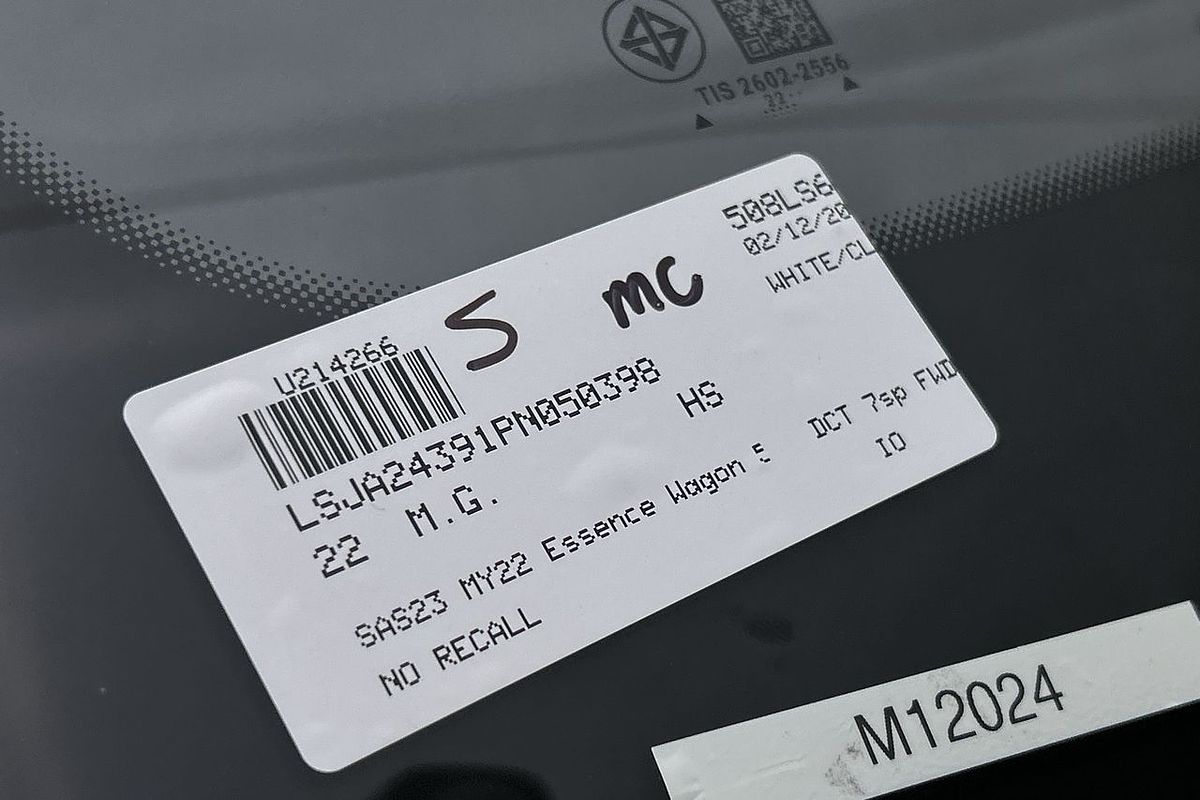 TIS 2602-2556
508LS6
02/12/20
WHITE/CL
S MC
U214266
LSJA24391PN050398
HS
22 M.G.
DCT 7sp FWD
SAS23 MY22 Essence Wagon 5
IO
NO RECALL
M12024